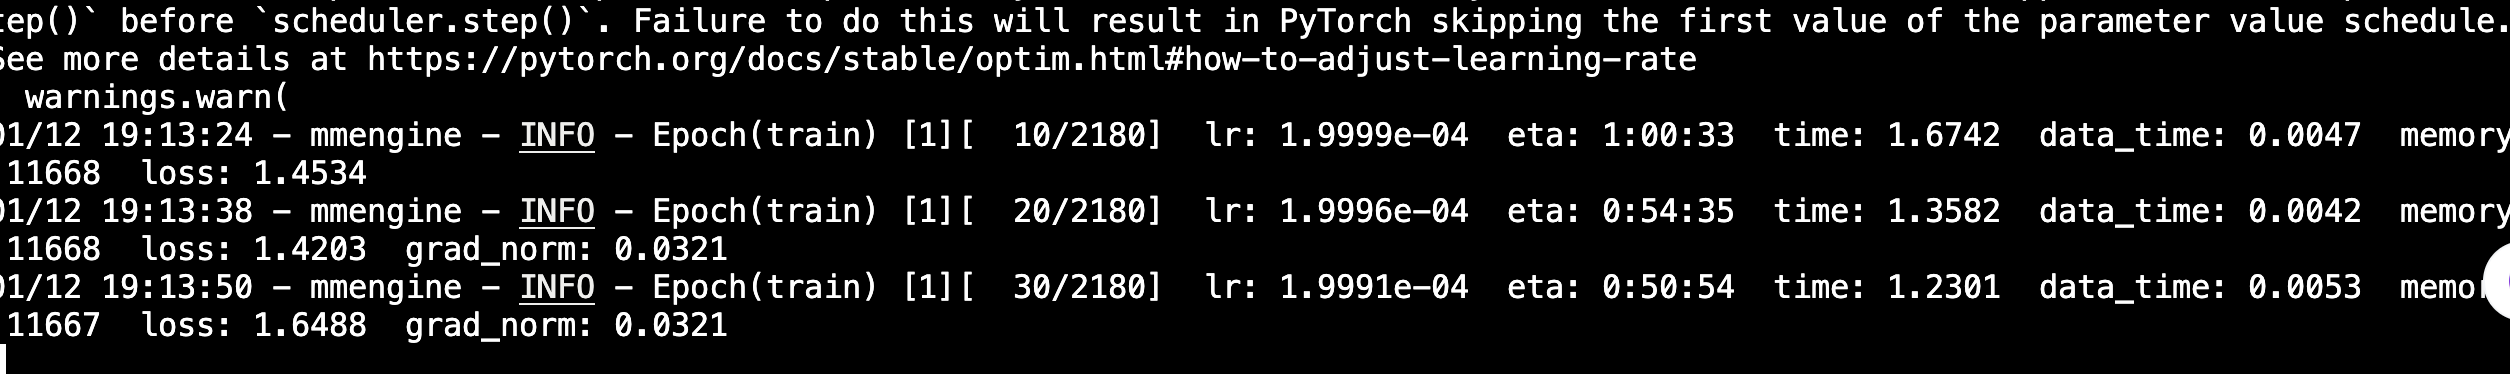 tep()` before `scheduler.step()`. Failure to do this will result in PyTorch skipping the first value of the parameter value schedule.
See more details at https://pytorch.org/docs/stable/optim.html#how-to-adjust-learning-rate
warnings.warn(
01/12 19:13:24 - mmengine - INFO - Epoch(train) [1][  10/2180]  lr: 1.9999e-04  eta: 1:00:33  time: 1.6742  data_time: 0.0047  memory
11668  loss: 1.4534
01/12 19:13:38 - mmengine - INFO - Epoch(train) [1][  20/2180]  lr: 1.9996e-04  eta: 0:54:35  time: 1.3582  data_time: 0.0042  memory
11668  loss: 1.4203  grad_norm: 0.0321
01/12 19:13:50 - mmengine - INFO - Epoch(train) [1][  30/2180]  lr: 1.9991e-04  eta: 0:50:54  time: 1.2301  data_time: 0.0053  memor
11667  loss: 1.6488  grad_norm: 0.0321